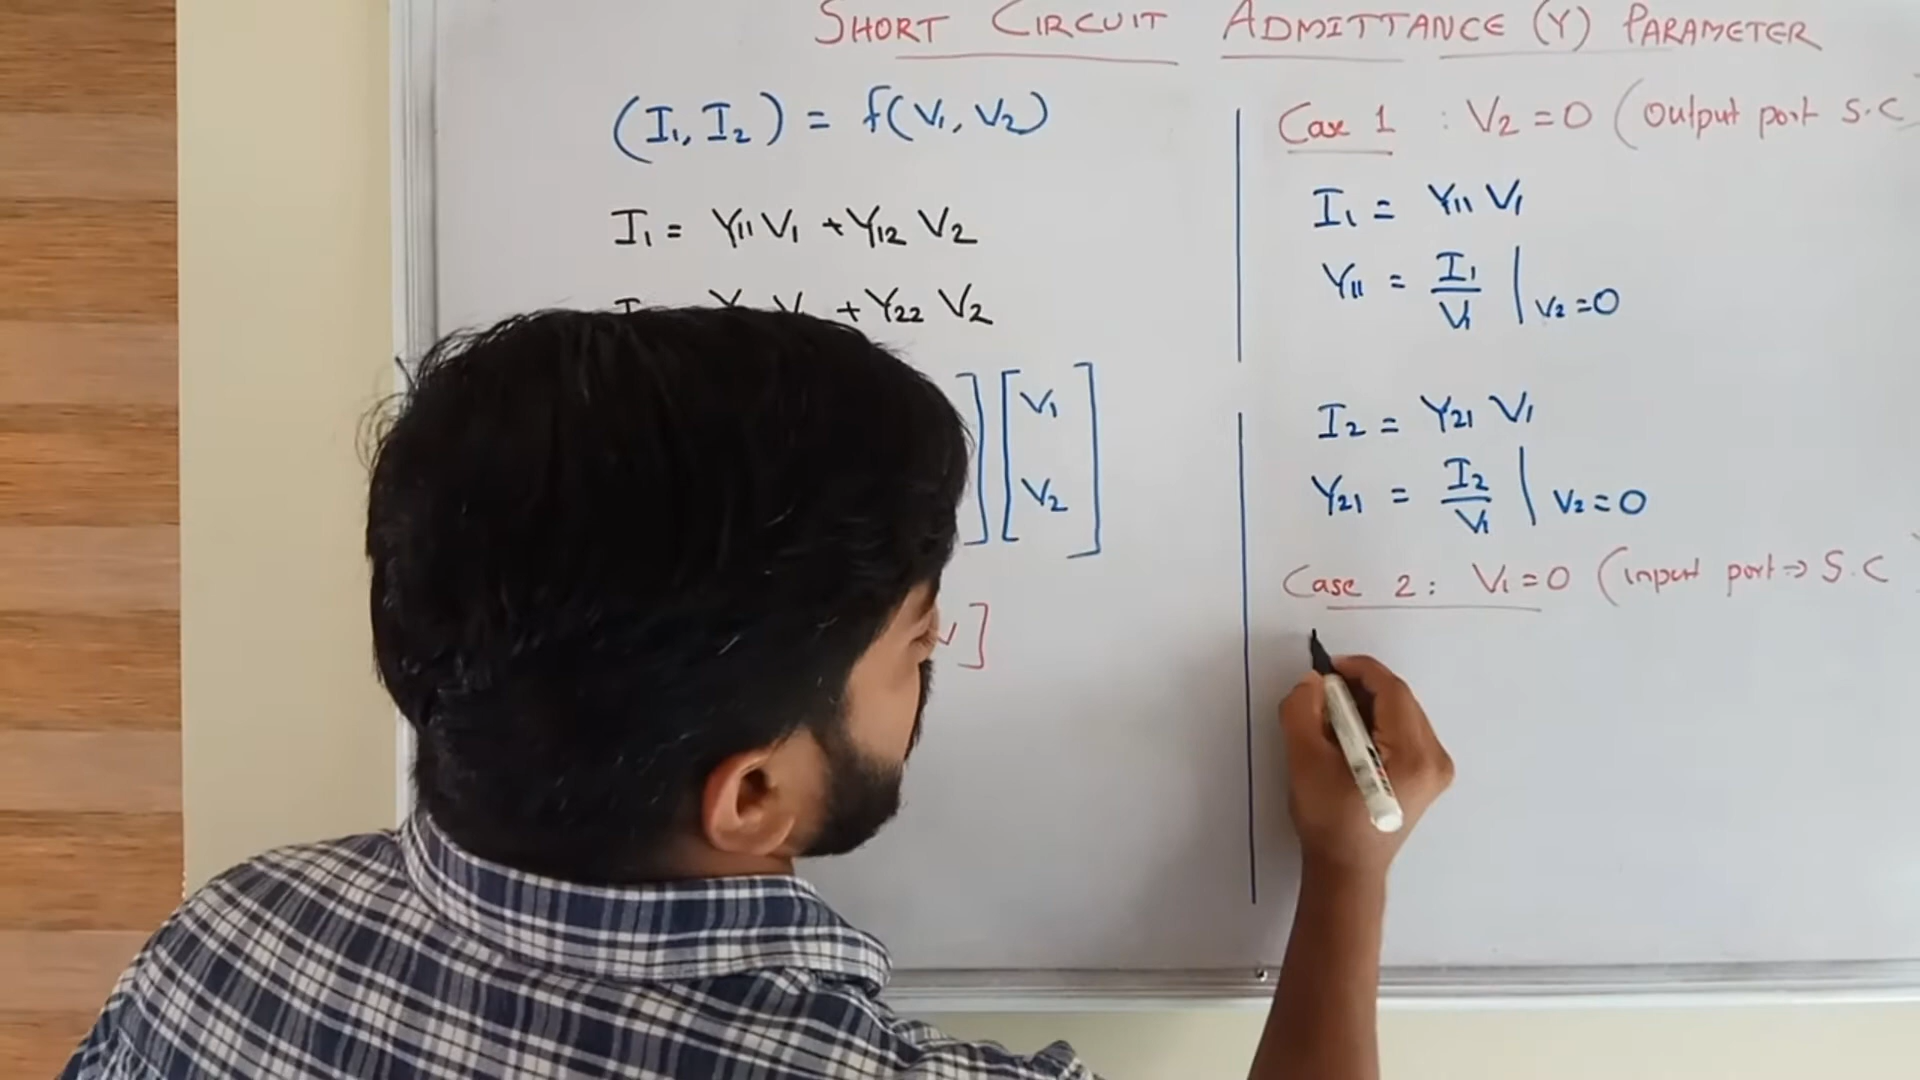 SHORT CIRCUIT ADMITTANCE (Y) PARAMETER
(I₁, I₂) = f(V₁, V₂)
I₁ = Y₁₁ V₁ + Y₁₂ V₂
+ Y₂₂ V₂
] [ V₁
V₂ ]
V]
Case 1 : V₂ = 0 (Output port S.C
I₁ = Y₁₁ V₁
Y₁₁ = I₁/V₁ | V₂ = 0
I₂ = Y₂₁ V₁
Y₂₁ = I₂/V₁ | V₂ = 0
Case 2 : V₁ = 0 (input port → S.C